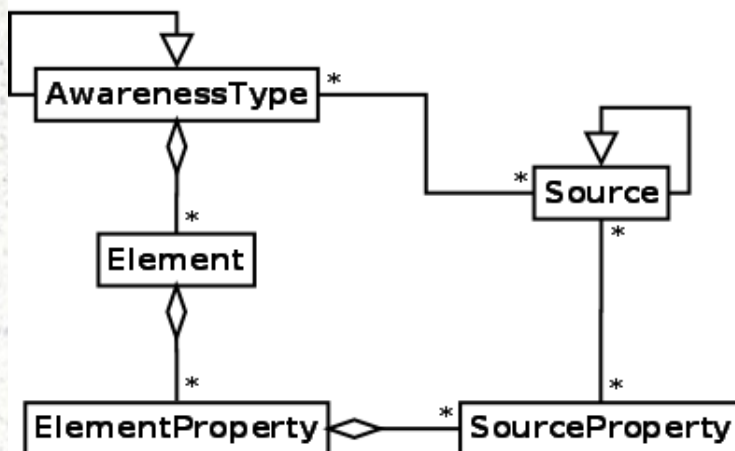 AwarenessType
*
*
Source
*
*
Element
*
*
ElementProperty
*
SourceProperty